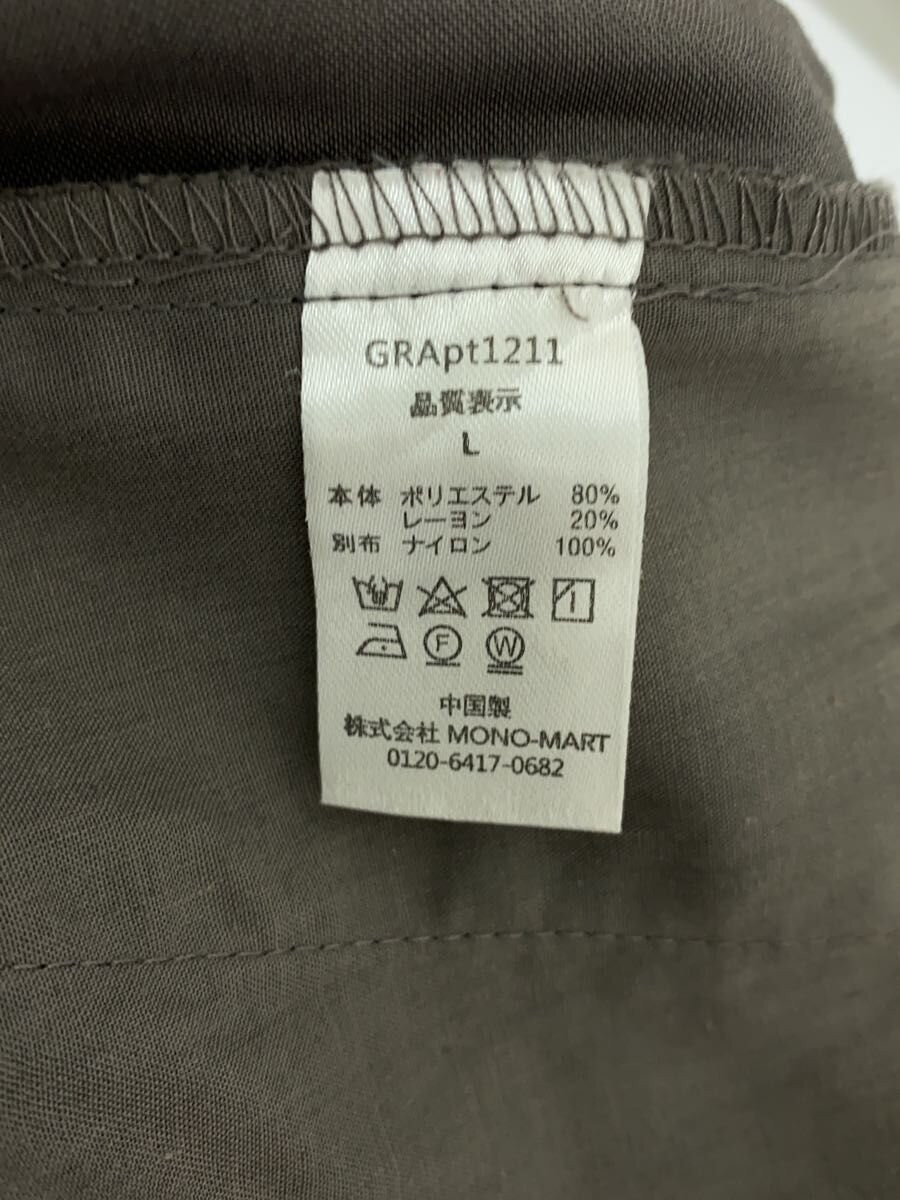 GRApt1211
品質表示
L
本体 ポリエステル 80%
レーヨン 20%
別布 ナイロン 100%
F W
中国製
株式会社 MONO-MART
0120-6417-0682